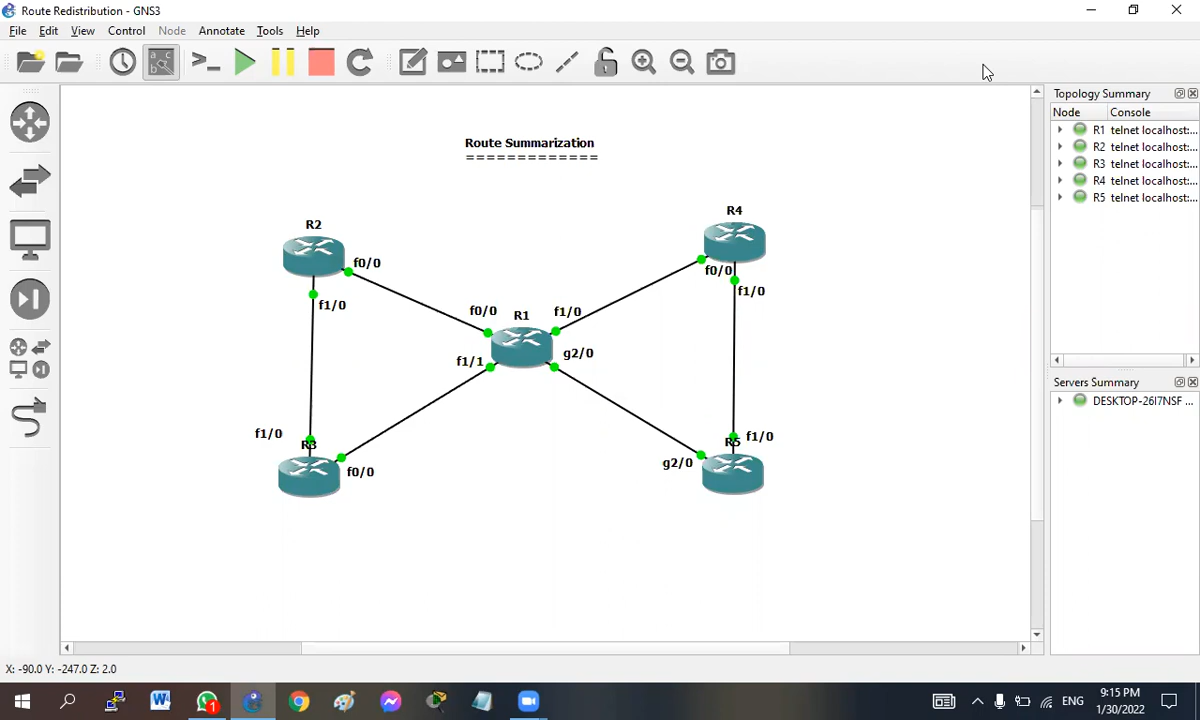 Route Redistribution - GNS3
File Edit View Control Node Annotate Tools Help
Topology Summary
Node Console
R1 telnet localhost:...
R2 telnet localhost:...
R3 telnet localhost:...
R4 telnet localhost:...
R5 telnet localhost:...
Route Summarization
=============
R2
f0/0
f1/0
R4
f0/0
f1/0
f0/0
R1
f1/0
f1/1
g2/0
f1/0
R3
f0/0
f1/0
R5
g2/0
Servers Summary
DESKTOP-26I7NSF ...
X: -90.0 Y: -247.0 Z: 2.0
1
ENG
9:15 PM
1/30/2022